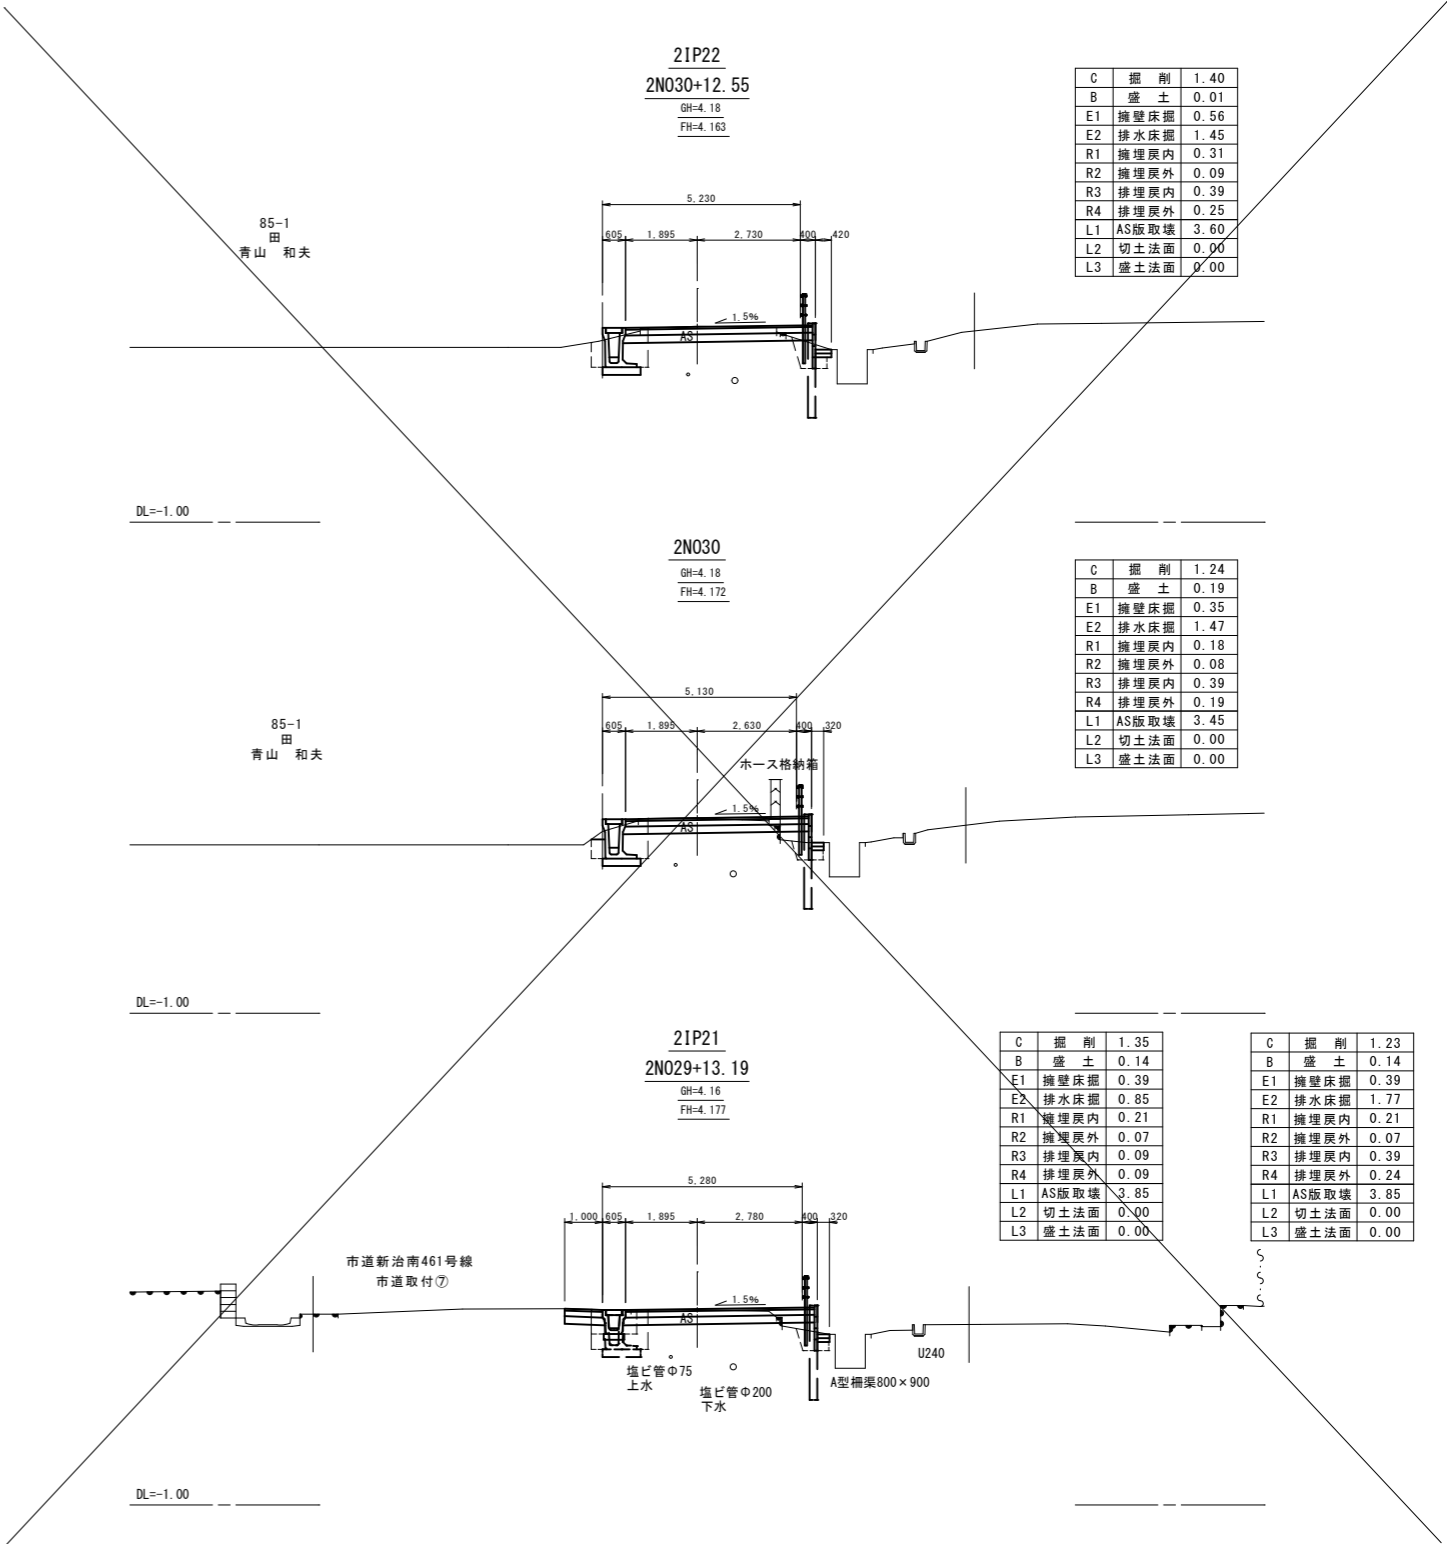 2IP22
2NO30+12.55
GH=4.18
FH=4.163
C 掘 削 1.40
B 盛 土 0.01
E1 擁壁床掘 0.56
E2 排水床掘 1.45
R1 擁埋戻内 0.31
R2 擁埋戻外 0.09
R3 排埋戻内 0.39
R4 排埋戻外 0.25
L1 AS版取壊 3.60
L2 切土法面 0.00
L3 盛土法面 0.00
5,230
605 1,895 2,730 400 420
85-1
田
青山 和夫
1.5%
AS
DL=-1.00
2NO30
GH=4.18
FH=4.172
C 掘 削 1.24
B 盛 土 0.19
E1 擁壁床掘 0.35
E2 排水床掘 1.47
R1 擁埋戻内 0.18
R2 擁埋戻外 0.08
R3 排埋戻内 0.39
R4 排埋戻外 0.19
L1 AS版取壊 3.45
L2 切土法面 0.00
L3 盛土法面 0.00
5,130
605 1,895 2,630 400 320
85-1
田
青山 和夫
ホース格納箱
1.5%
AS
DL=-1.00
2IP21
2NO29+13.19
GH=4.16
FH=4.177
C 掘 削 1.35
B 盛 土 0.14
E1 擁壁床掘 0.39
E2 排水床掘 0.85
R1 擁埋戻内 0.21
R2 擁埋戻外 0.07
R3 排埋戻内 0.09
R4 排埋戻外 0.09
L1 AS版取壊 3.85
L2 切土法面 0.00
L3 盛土法面 0.00
C 掘 削 1.23
B 盛 土 0.14
E1 擁壁床掘 0.39
E2 排水床掘 1.77
R1 擁埋戻内 0.21
R2 擁埋戻外 0.07
R3 排埋戻内 0.39
R4 排埋戻外 0.24
L1 AS版取壊 3.85
L2 切土法面 0.00
L3 盛土法面 0.00
5,280
1,000 605 1,895 2,780 400 320
市道新治南461号線
市道取付⑦
1.5%
AS
U240
塩ビ管Φ75
上水
塩ビ管Φ200
下水
A型柵渠800×900
DL=-1.00